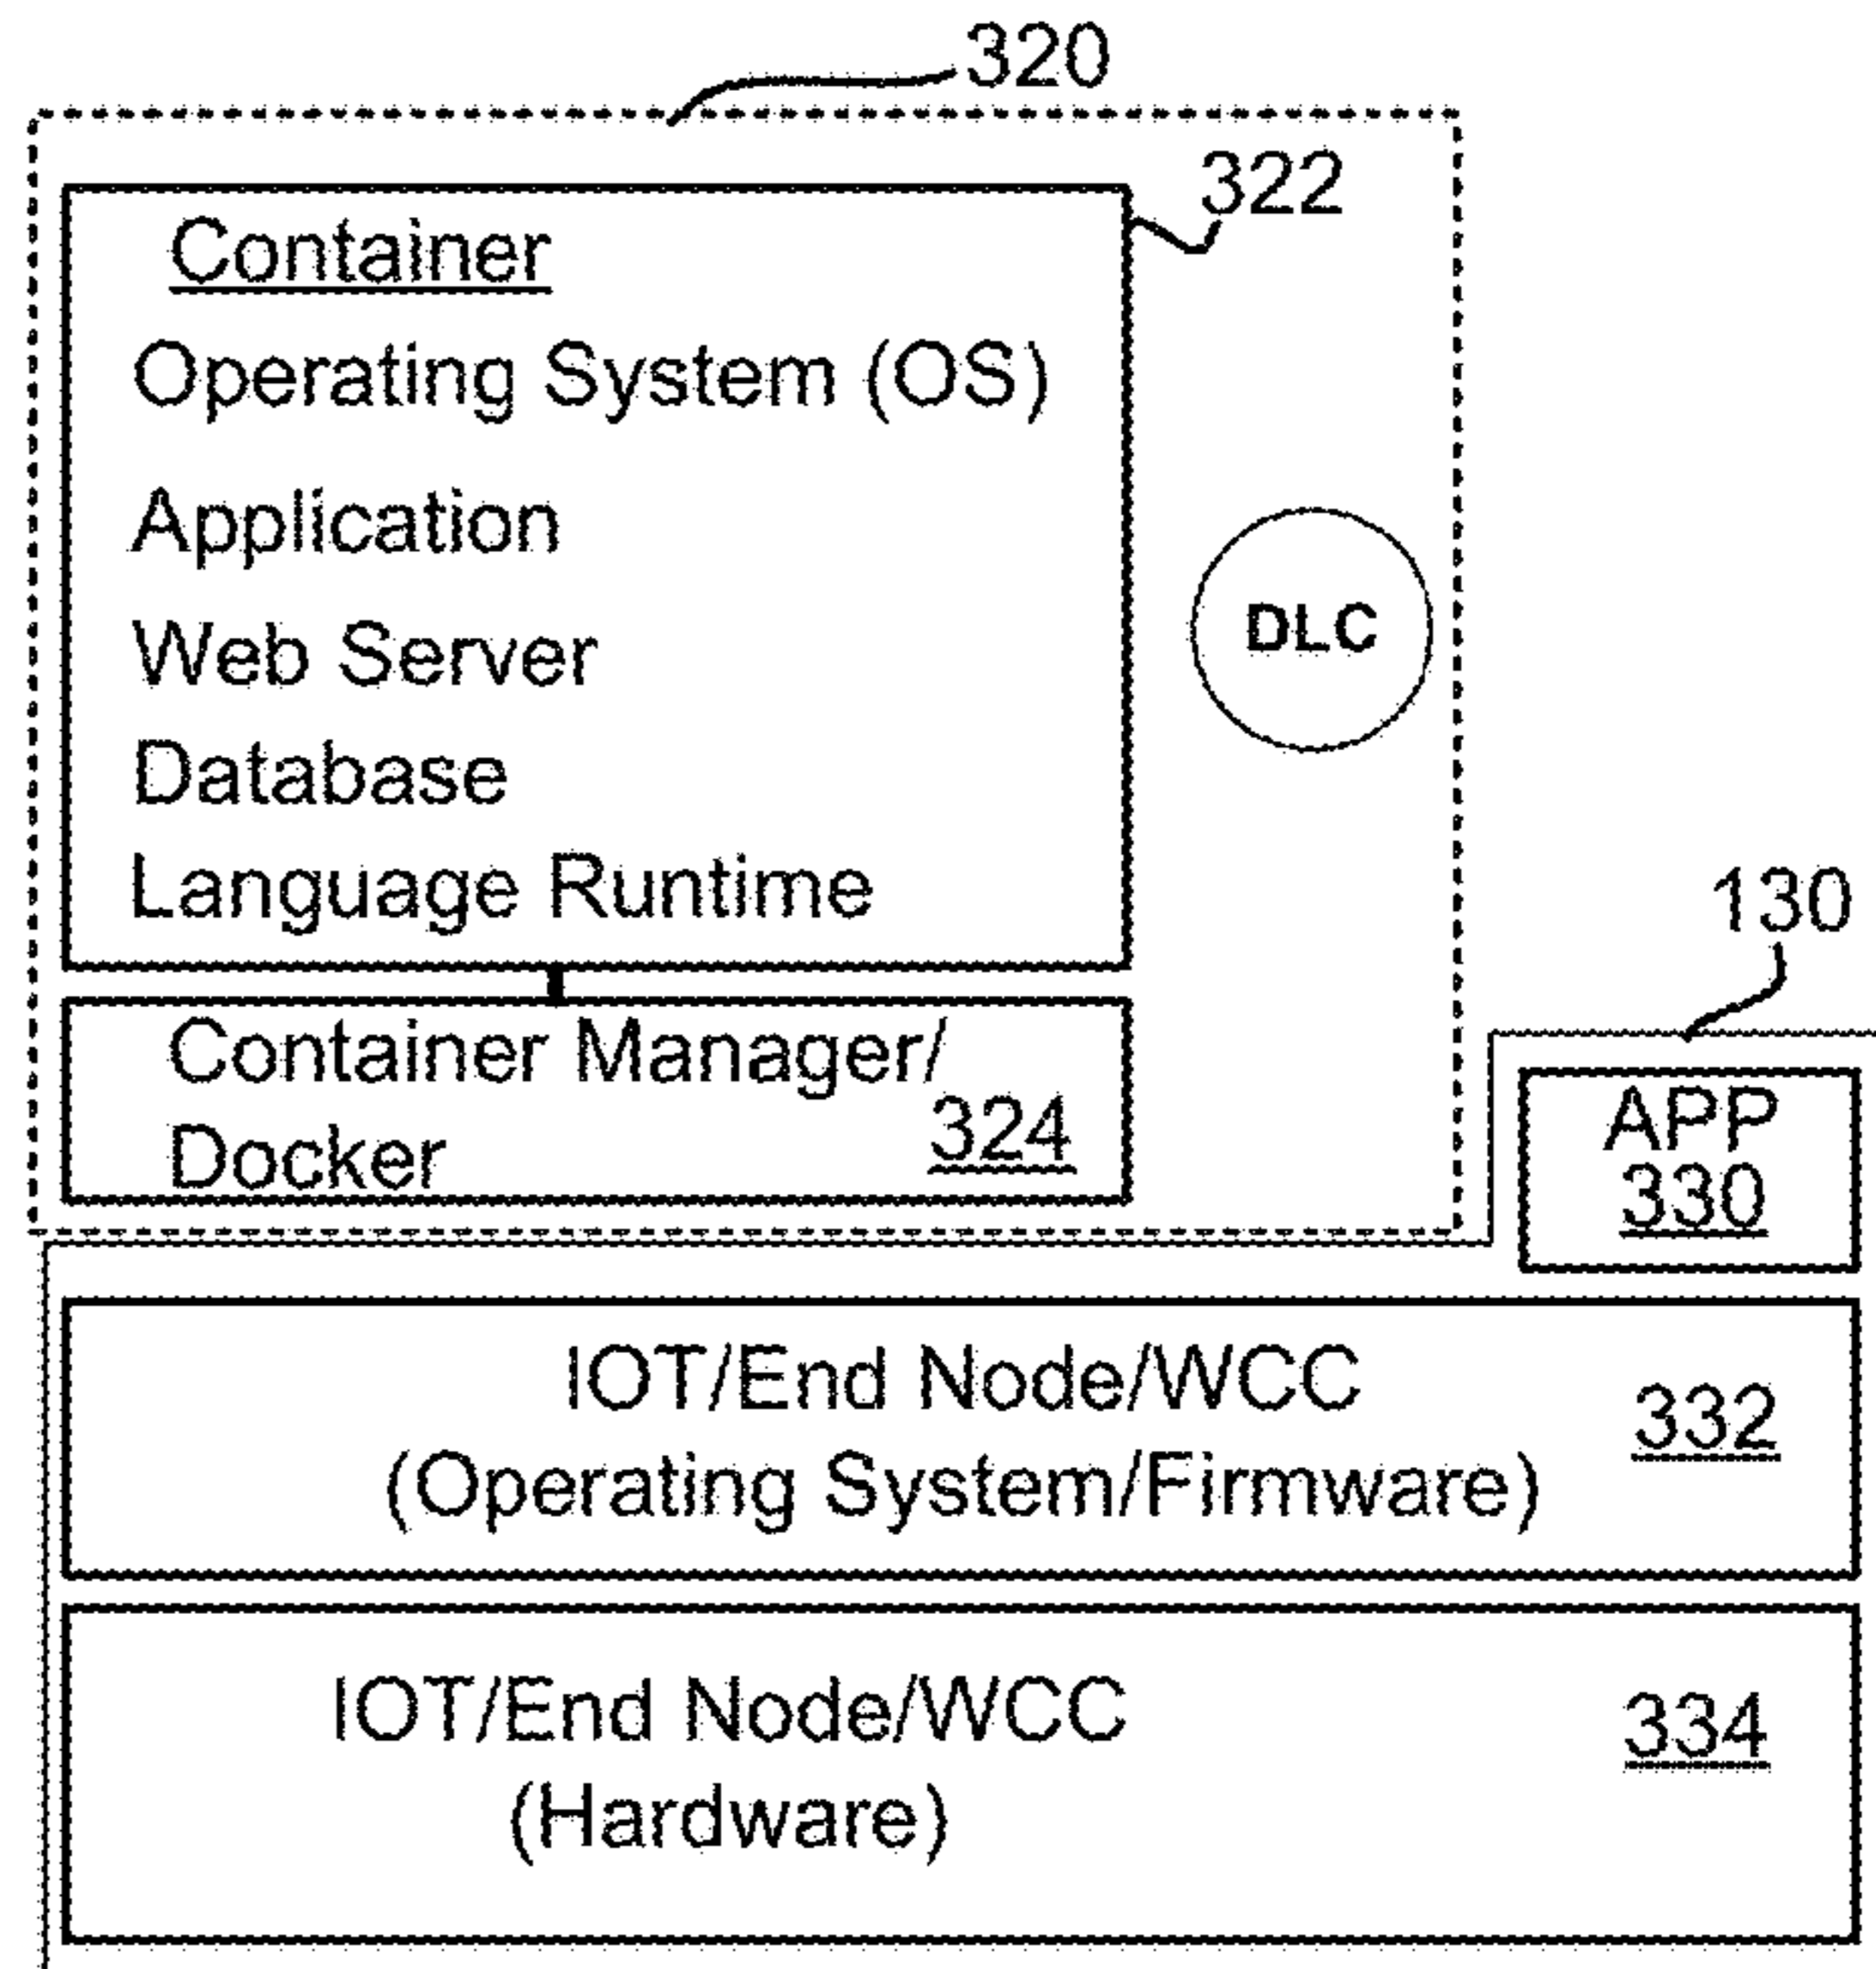 320
322
Container
Operating System (OS)
Application
Web Server
Database
Language Runtime
DLC
Container Manager/
Docker
324
130
APP
330
IOT/End Node/WCC
(Operating System/Firmware)
332
IOT/End Node/WCC
(Hardware)
334